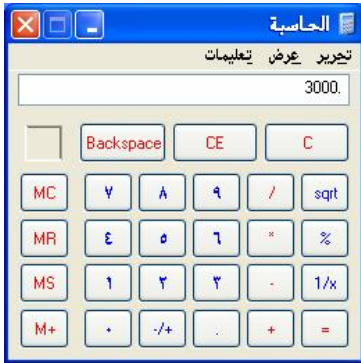 الحاسبة
تحرير عرض تعليمات
3000.
Backspace CE C
MC ٧ ٨ ٩ / sqrt
MR ٤ ٥ ٦ * %
MS ١ ٢ ٣ - 1/x
M+ ٠ -/+ . + =